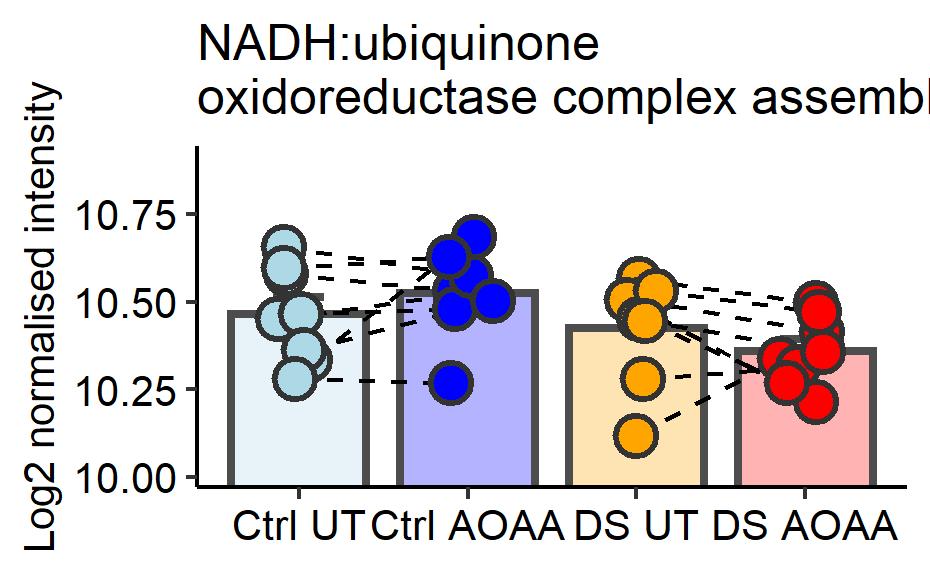 NADH:ubiquinone
oxidoreductase complex assembl
Log2 normalised intensity
10.75
10.50
10.25
10.00
Ctrl UT Ctrl AOAA DS UT DS AOAA